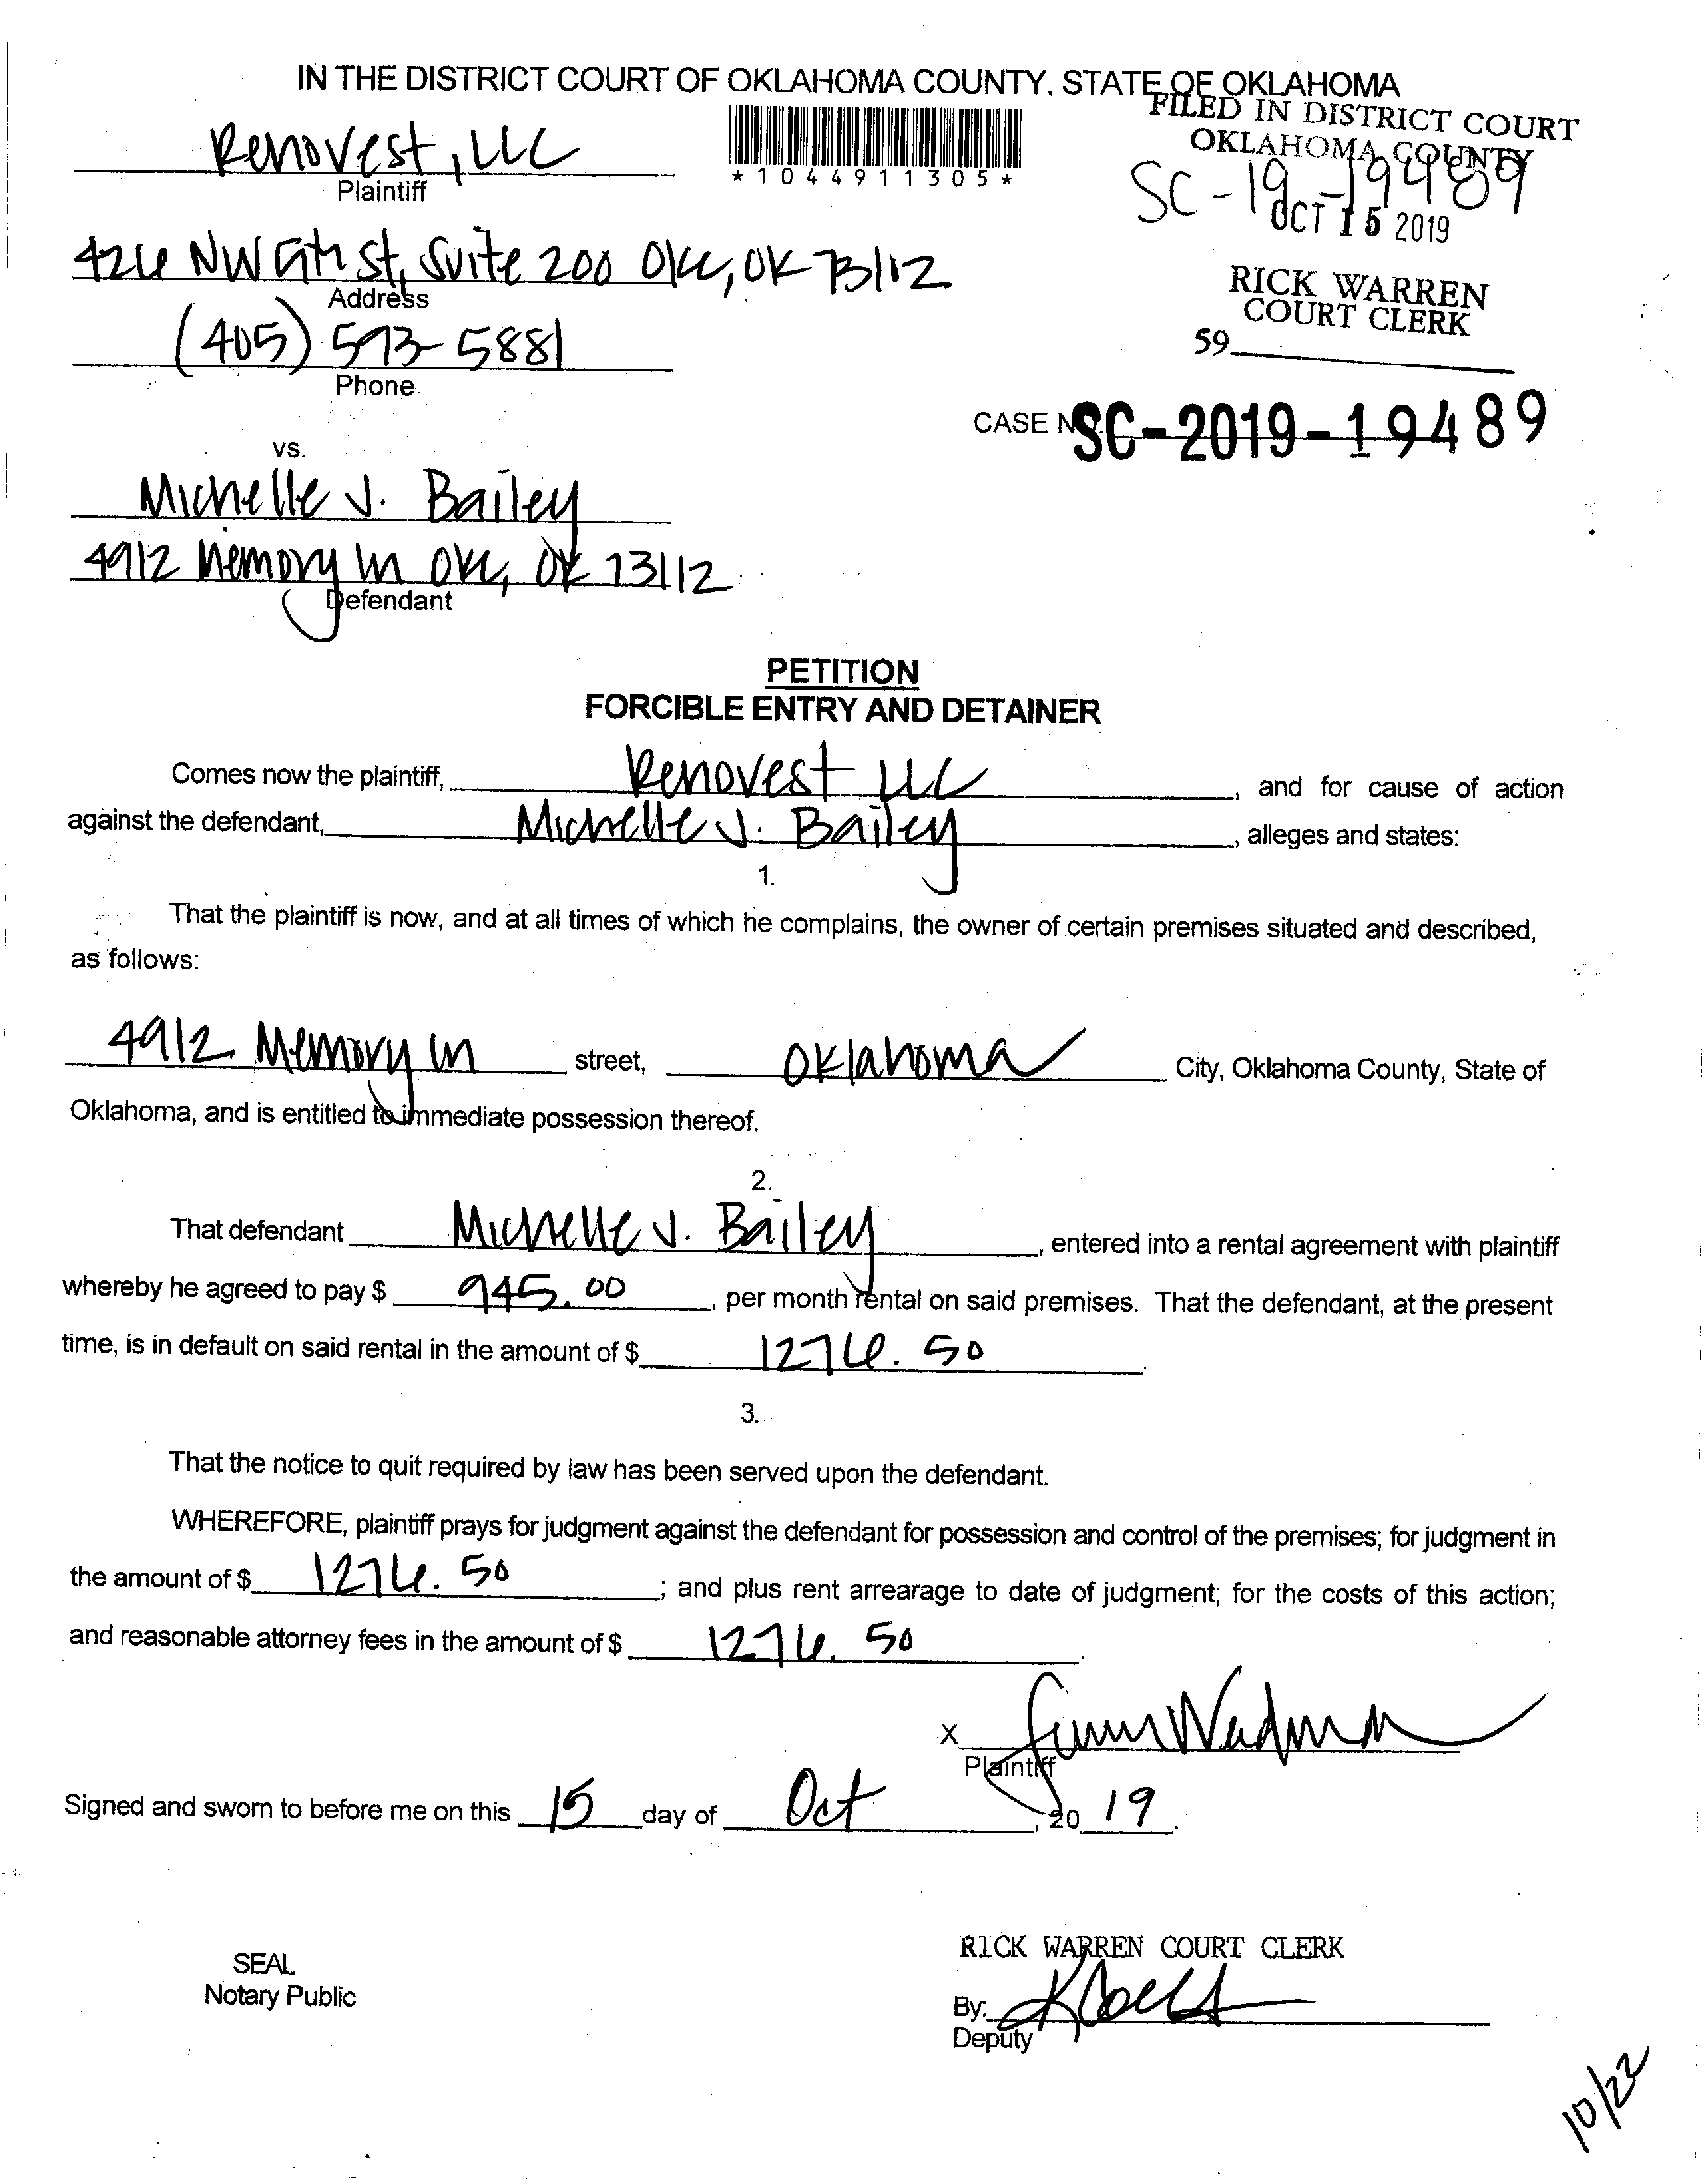 IN THE DISTRICT COURT OF OKLAHOMA COUNTY, STATE OF OKLAHOMA
FILED IN DISTRICT COURT
OKLAHOMA COUNTY
Renovest, LLC
*1044911305*
Plaintiff
SC-19-19489
OCT 15 2019
426 NW 6th St, Suite 200 OKC, OK 73112
Address
RICK WARREN
COURT CLERK
(405) 593-5881
59
Phone
CASE N SC-2019-19489
vs.
Michelle J. Bailey
4912 Memory ln OKC, OK 73112
Defendant
PETITION
FORCIBLE ENTRY AND DETAINER
Comes now the plaintiff, Renovest LLC, and for cause of action
against the defendant, Michelle J. Bailey, alleges and states:
1.
That the plaintiff is now, and at all times of which he complains, the owner of certain premises situated and described,
as follows:
4912 Memory ln street, Oklahoma City, Oklahoma County, State of
Oklahoma, and is entitled to immediate possession thereof.
2.
That defendant Michelle J. Bailey, entered into a rental agreement with plaintiff
whereby he agreed to pay $ 945.00, per month rental on said premises. That the defendant, at the present
time, is in default on said rental in the amount of $ 1276.50.
3.
That the notice to quit required by law has been served upon the defendant.
WHEREFORE, plaintiff prays for judgment against the defendant for possession and control of the premises; for judgment in
the amount of $ 1276.50; and plus rent arrearage to date of judgment; for the costs of this action;
and reasonable attorney fees in the amount of $ 1276.50.
X
Plaintiff
Signed and sworn to before me on this 15 day of Oct, 20 19.
RICK WARREN COURT CLERK
SEAL
Notary Public
By:
Deputy
10/22